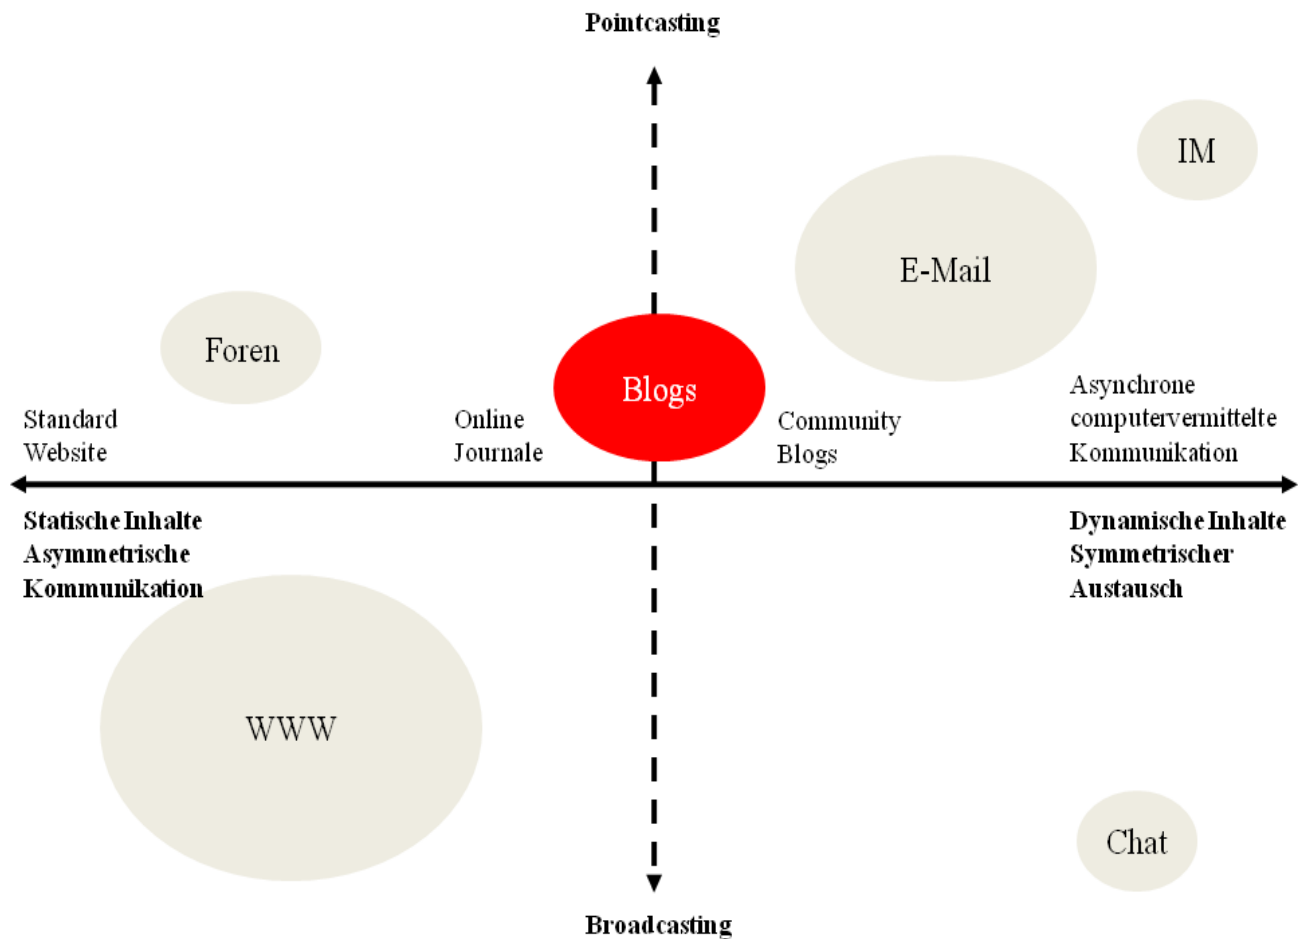 Pointcasting
IM
E-Mail
Foren
Blogs
Standard
Website
Online
Journale
Community
Blogs
Asynchrone
computervermittelte
Kommunikation
Statische Inhalte
Asymmetrische
Kommunikation
Dynamische Inhalte
Symmetrischer
Austausch
WWW
Chat
Broadcasting